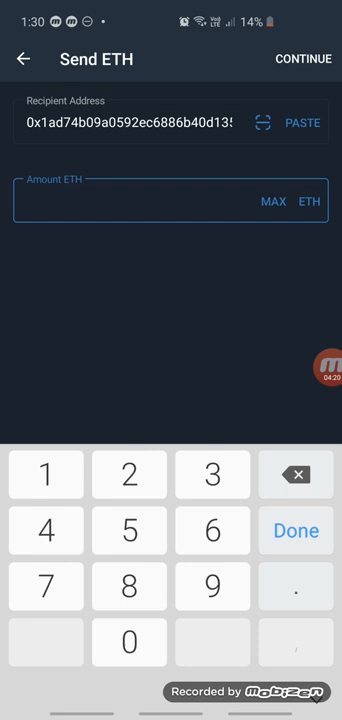 1:30 14%
Send ETH CONTINUE
Recipient Address
0x1ad74b09a0592ec6886b40d13 PASTE
Amount ETH
MAX ETH
04:20
1 2 3
4 5 6 Done
7 8 9 .
0 ,
Recorded by mobizen